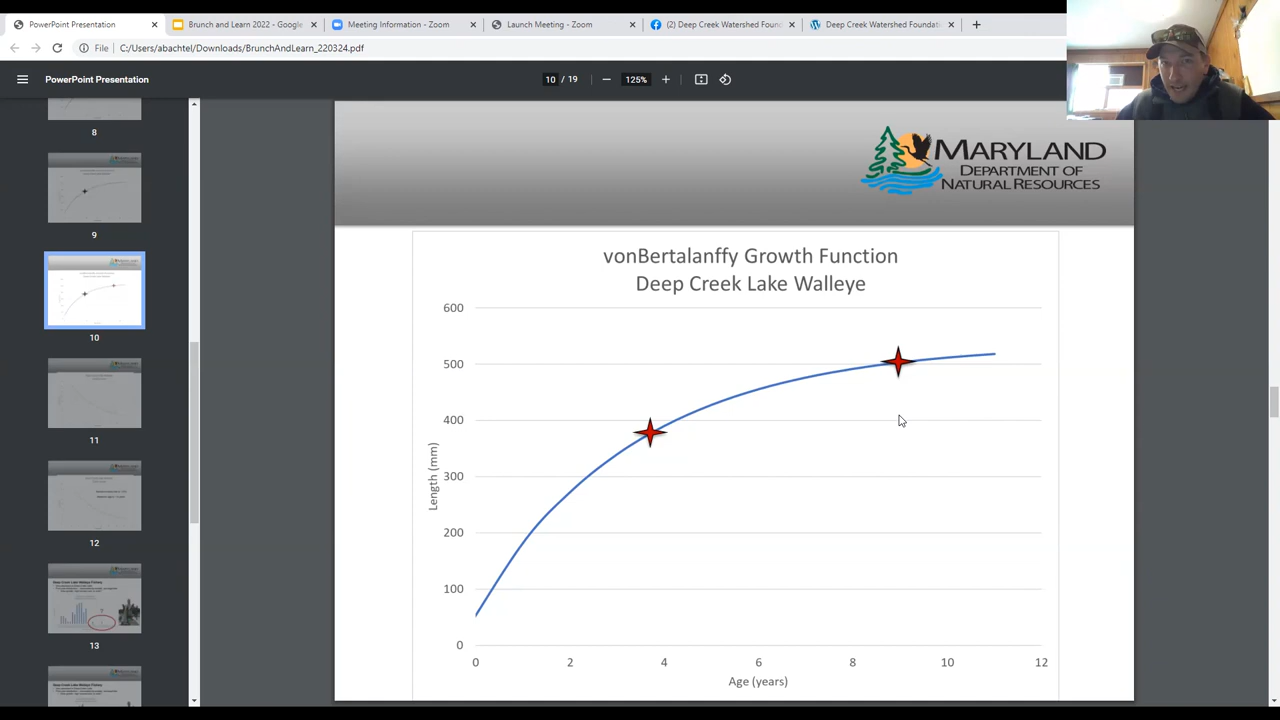 PowerPoint Presentation
Brunch and Learn 2022 - Google
Meeting Information - Zoom
Launch Meeting - Zoom
(2) Deep Creek Watershed Foun
Deep Creek Watershed Foundat
File
C:/Users/abachtel/Downloads/BrunchAndLearn_220324.pdf
PowerPoint Presentation
10 / 19
125%
8
9
10
11
12
13
MARYLAND
DEPARTMENT OF
NATURAL RESOURCES
vonBertalanffy Growth Function
Deep Creek Lake Walleye
600
500
400
300
200
100
0
Length (mm)
0 2 4 6 8 10 12
Age (years)